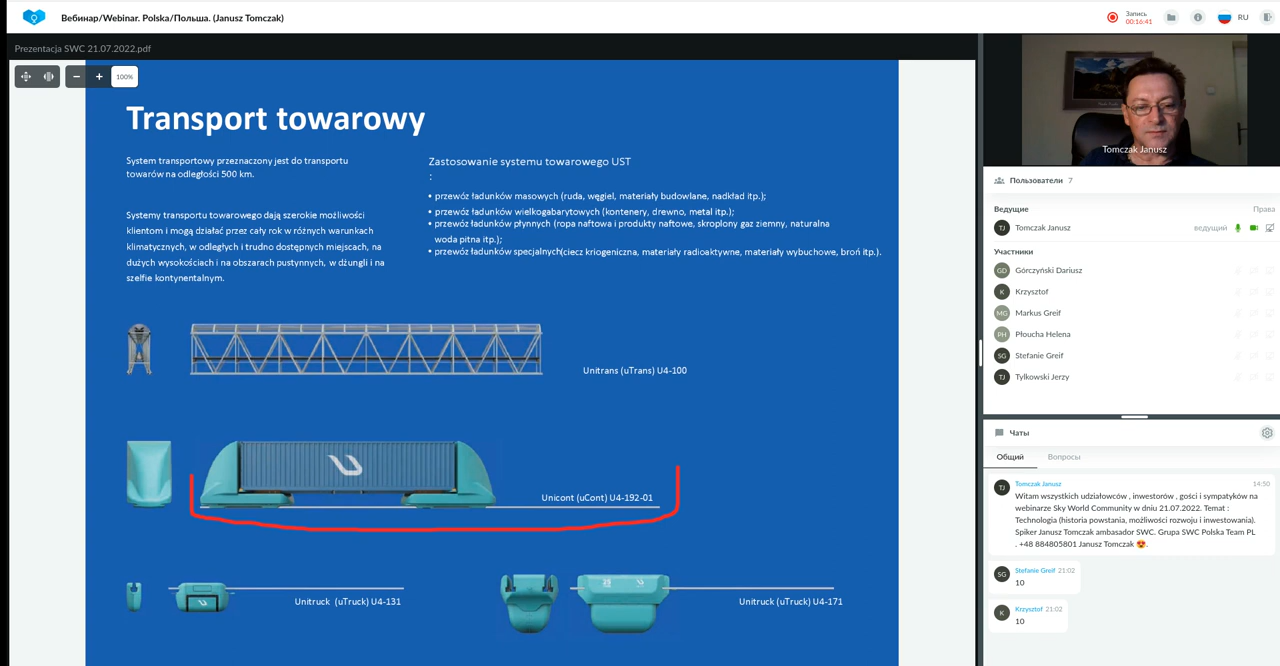 Вебинар/Webinar. Polska/Польша. (Janusz Tomczak)
Запись
00:16:41
RU
Prezentacja SWC 21.07.2022.pdf
100%
Transport towarowy
System transportowy przeznaczony jest do transportu
towarów na odległości 500 km.
Systemy transportu towarowego dają szerokie możliwości
klientom i mogą działać przez cały rok w różnych warunkach
klimatycznych, w odległych i trudno dostępnych miejscach, na
dużych wysokościach i na obszarach pustynnych, w dżungli i na
szelfie kontynentalnym.
Zastosowanie systemu towarowego UST
:
• przewóz ładunków masowych (ruda, węgiel, materiały budowlane, nadkład itp.);
• przewóz ładunków wielkogabarytowych (kontenery, drewno, metal itp.);
• przewóz ładunków płynnych (ropa naftowa i produkty naftowe, skroplony gaz ziemny, naturalna
woda pitna itp.);
• przewóz ładunków specjalnych(ciecz kriogeniczna, materiały radioaktywne, materiały wybuchowe, broń itp.).
Unitrans (uTrans) U4-100
Unicont (uCont) U4-192-01
Unitruck (uTruck) U4-131
Unitruck (uTruck) U4-171
Tomczak Janusz
Пользователи 7
Ведущие Права
TJ Tomczak Janusz ведущий
Участники
GD Górczyński Dariusz
K Krzysztof
MG Markus Greif
PH Płoucha Helena
SG Stefanie Greif
TJ Tylkowski Jerzy
Чаты
Общий Вопросы
TJ Tomczak Janusz 14:50
Witam wszystkich udziałowców , inwestorów , gości i sympatyków na
webinarze Sky World Community w dniu 21.07.2022. Temat :
Technologia (historia powstania, możliwości rozwoju i inwestowania).
Spiker Janusz Tomczak ambasador SWC. Grupa SWC Polska Team PL
. +48 884805801 Janusz Tomczak 😍.
SG Stefanie Greif 21:02
10
K Krzysztof 21:02
10